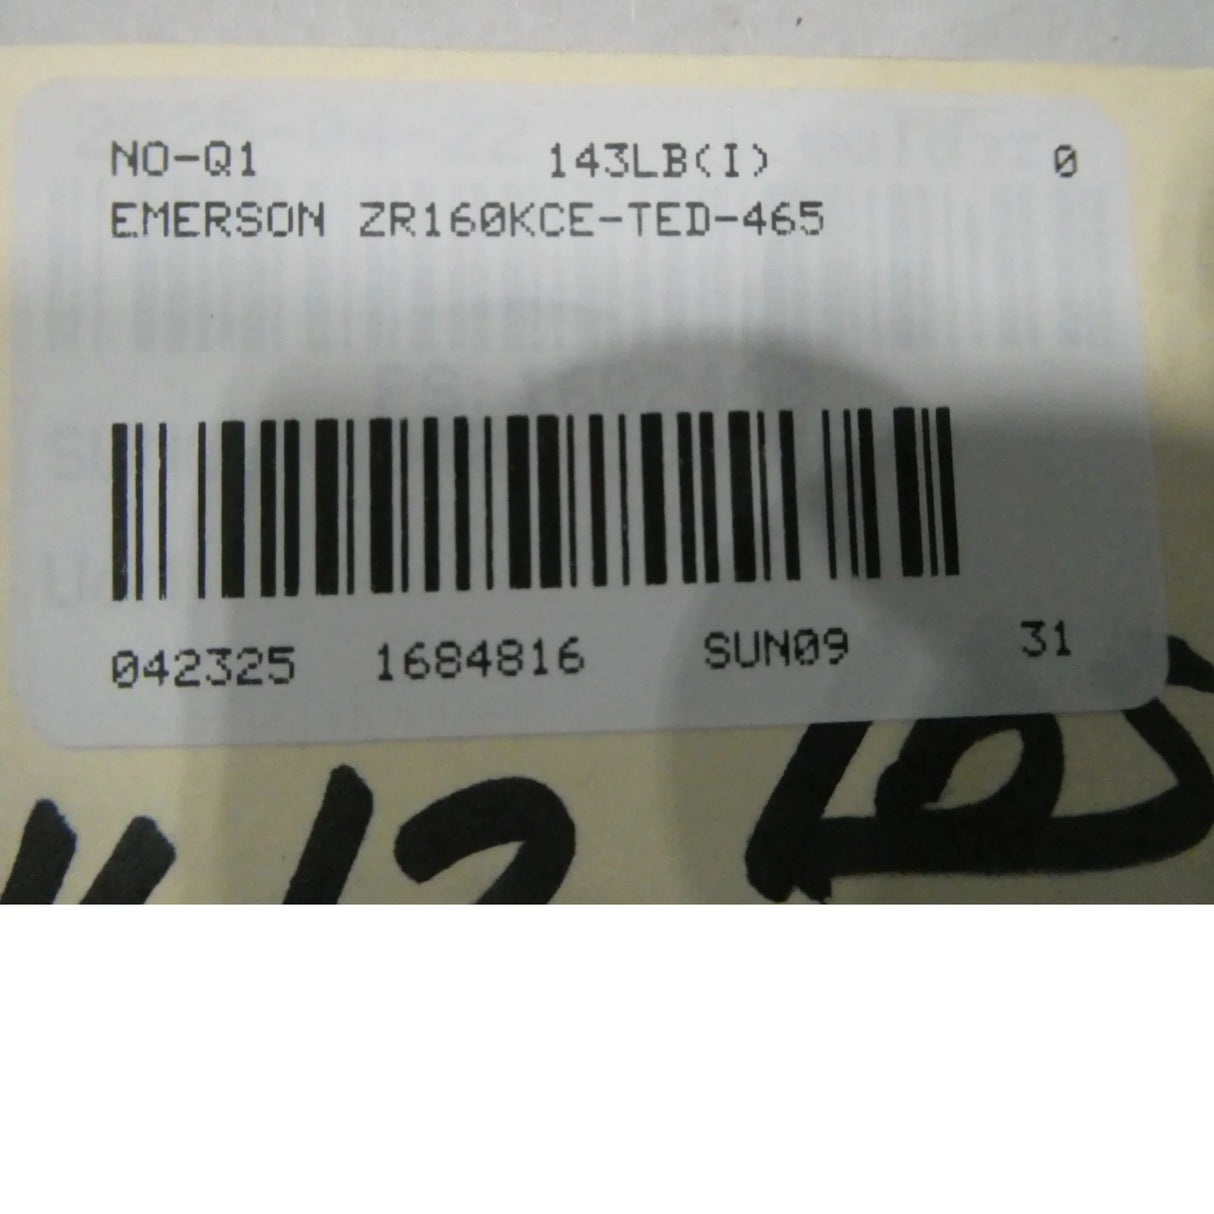 NO-Q1 143LB(I) 0
EMERSON ZR160KCE-TED-465
042325 1684816 SUN09 31